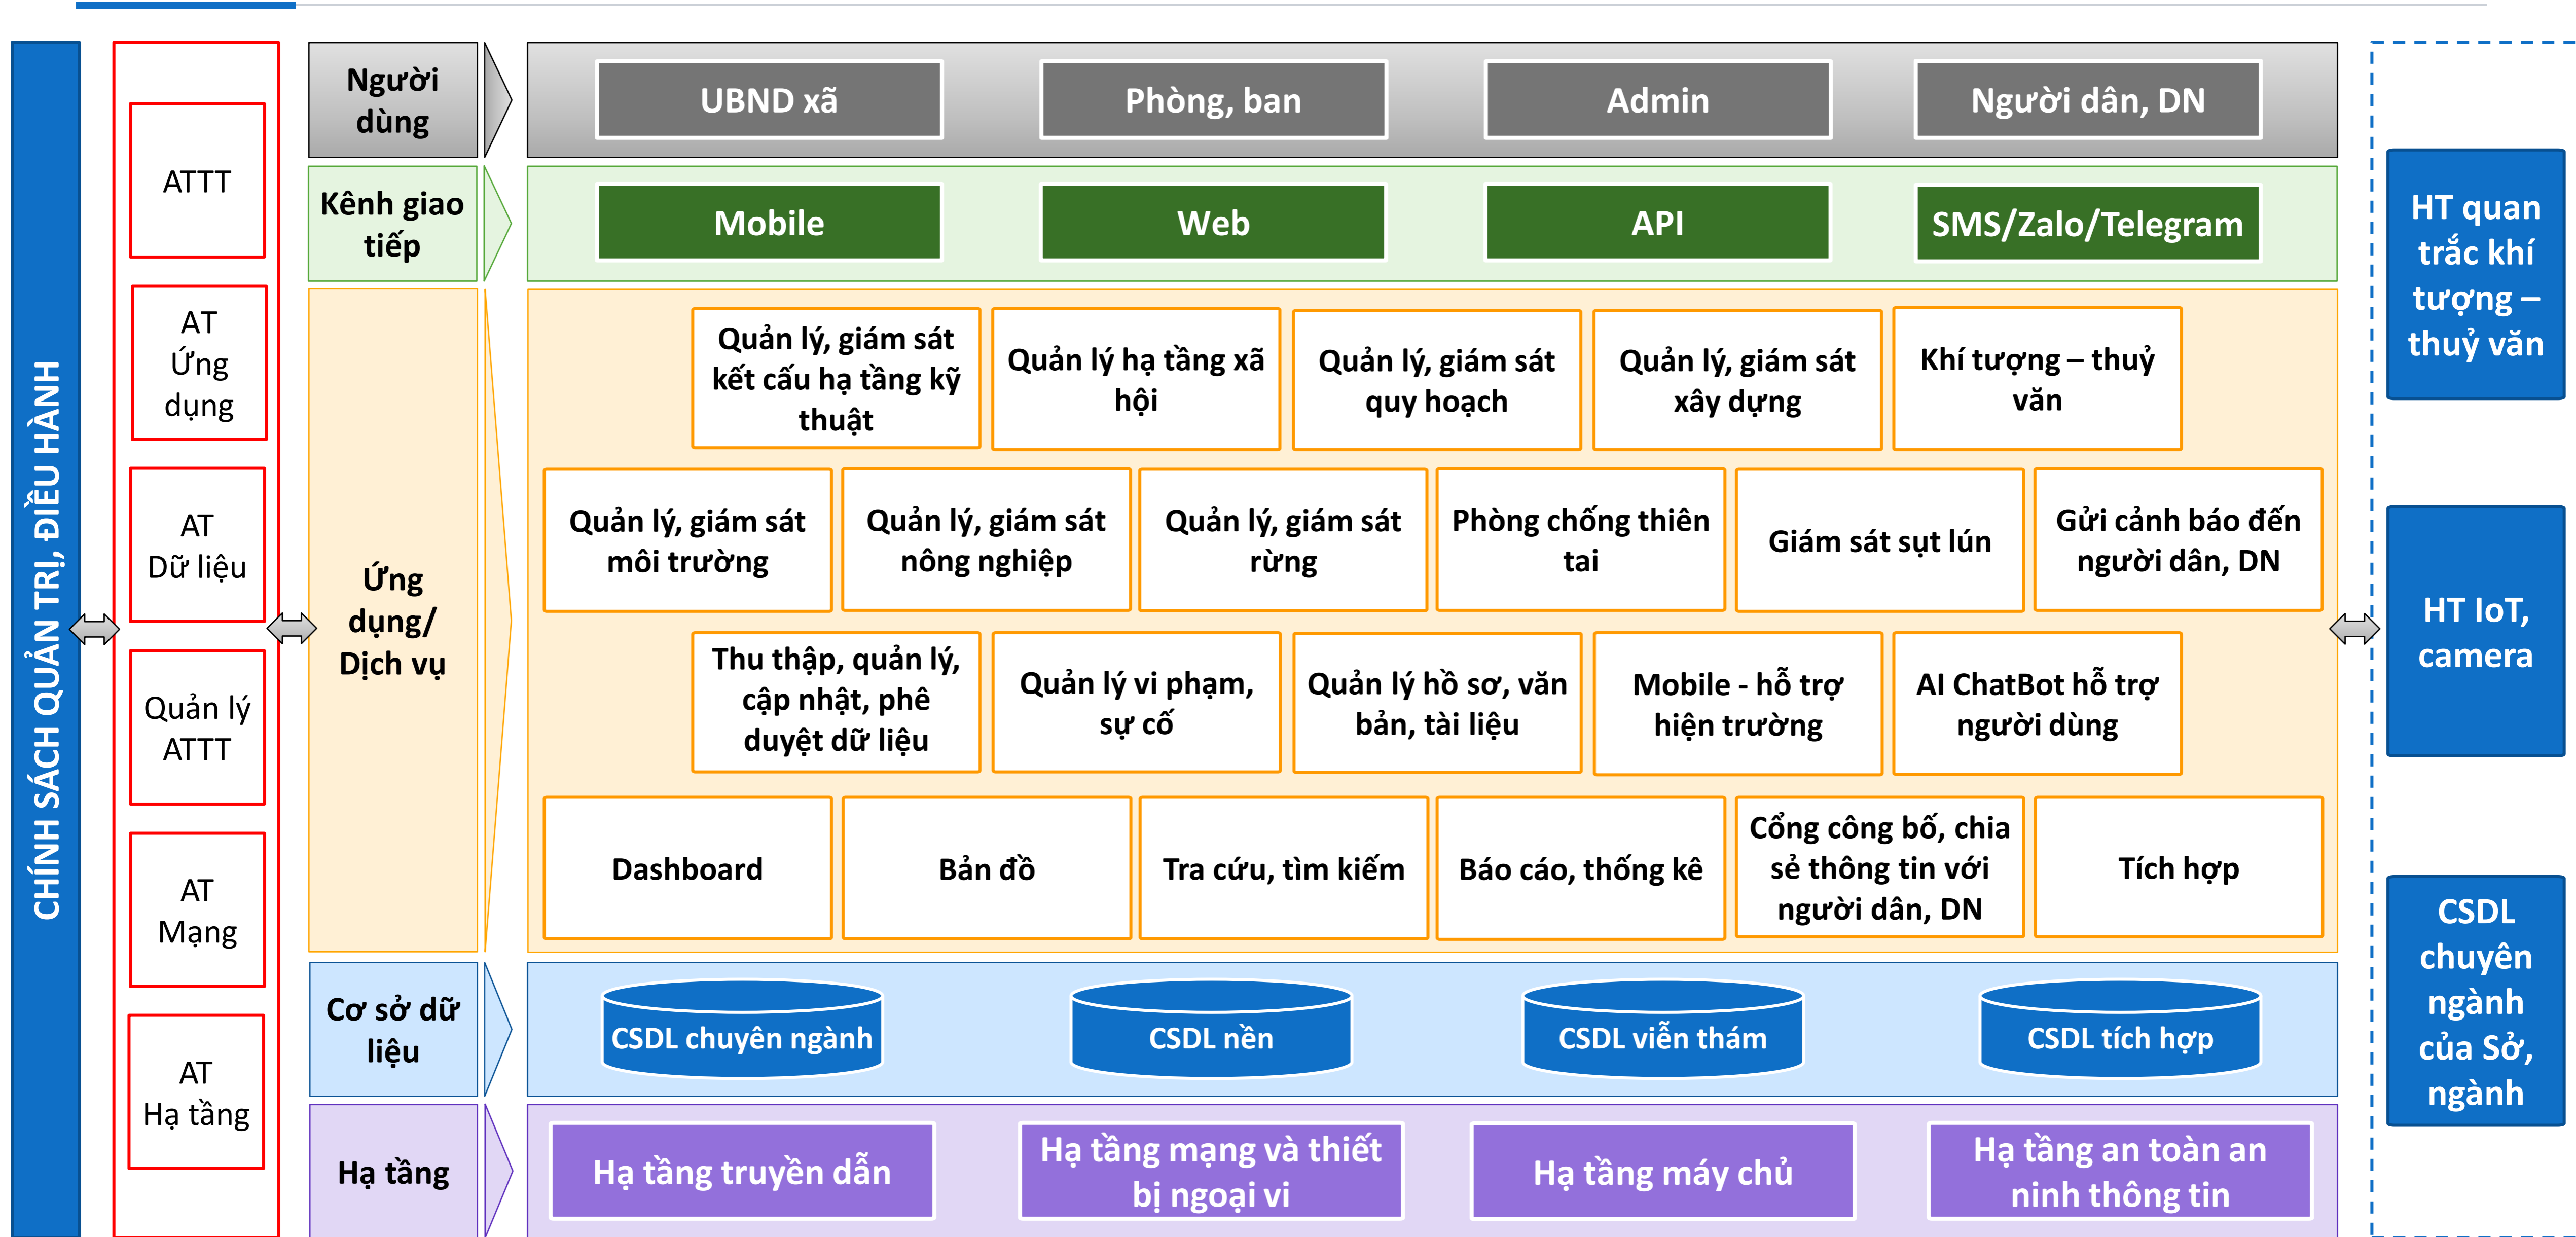 CHÍNH SÁCH QUẢN TRỊ, ĐIỀU HÀNH
ATTT
AT
Ứng
dụng
AT
Dữ liệu
Quản lý
ATTT
AT
Mạng
AT
Hạ tầng
Người
dùng
UBND xã
Phòng, ban
Admin
Người dân, DN
Kênh giao
tiếp
Mobile
Web
API
SMS/Zalo/Telegram
Ứng
dụng/
Dịch vụ
Quản lý, giám sát
kết cấu hạ tầng kỹ
thuật
Quản lý hạ tầng xã
hội
Quản lý, giám sát
quy hoạch
Quản lý, giám sát
xây dựng
Khí tượng – thuỷ
văn
Quản lý, giám sát
môi trường
Quản lý, giám sát
nông nghiệp
Quản lý, giám sát
rừng
Phòng chống thiên
tai
Giám sát sụt lún
Gửi cảnh báo đến
người dân, DN
Thu thập, quản lý,
cập nhật, phê
duyệt dữ liệu
Quản lý vi phạm,
sự cố
Quản lý hồ sơ, văn
bản, tài liệu
Mobile - hỗ trợ
hiện trường
AI ChatBot hỗ trợ
người dùng
Dashboard
Bản đồ
Tra cứu, tìm kiếm
Báo cáo, thống kê
Cổng công bố, chia
sẻ thông tin với
người dân, DN
Tích hợp
Cơ sở dữ
liệu
CSDL chuyên ngành
CSDL nền
CSDL viễn thám
CSDL tích hợp
Hạ tầng
Hạ tầng truyền dẫn
Hạ tầng mạng và thiết
bị ngoại vi
Hạ tầng máy chủ
Hạ tầng an toàn an
ninh thông tin
HT quan
trắc khí
tượng –
thuỷ văn
HT IoT,
camera
CSDL
chuyên
ngành
của Sở,
ngành